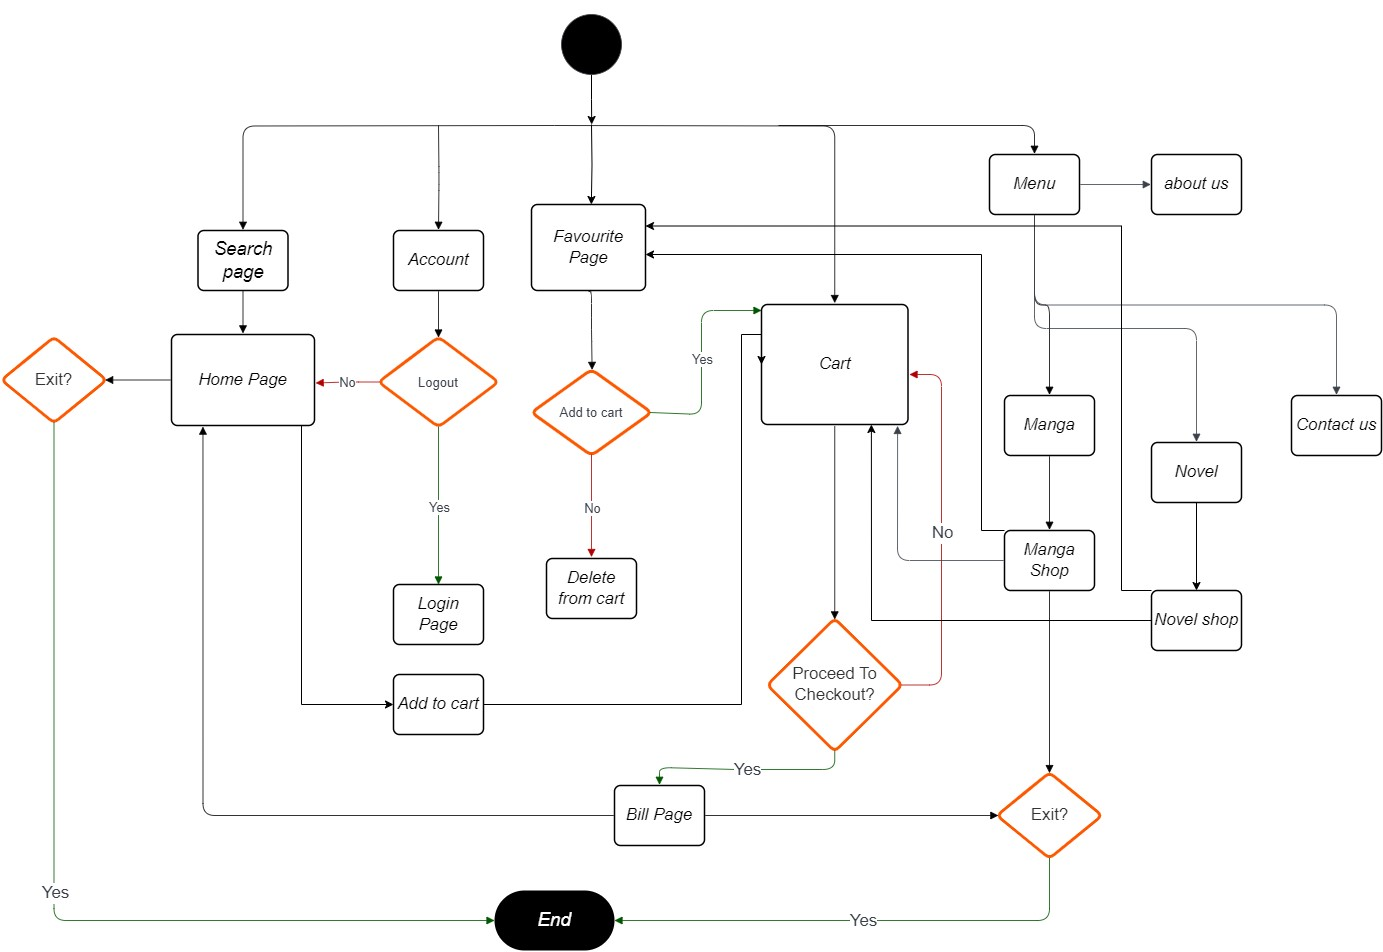 Menu
about us
Search
page
Account
Favourite
Page
Exit?
Home Page
No
Logout
Add to cart
Yes
Cart
Manga
Contact us
Novel
Yes
No
No
Manga
Shop
Delete
from cart
Login
Page
Novel shop
Add to cart
Proceed To
Checkout?
Yes
Bill Page
Exit?
Yes
End
Yes